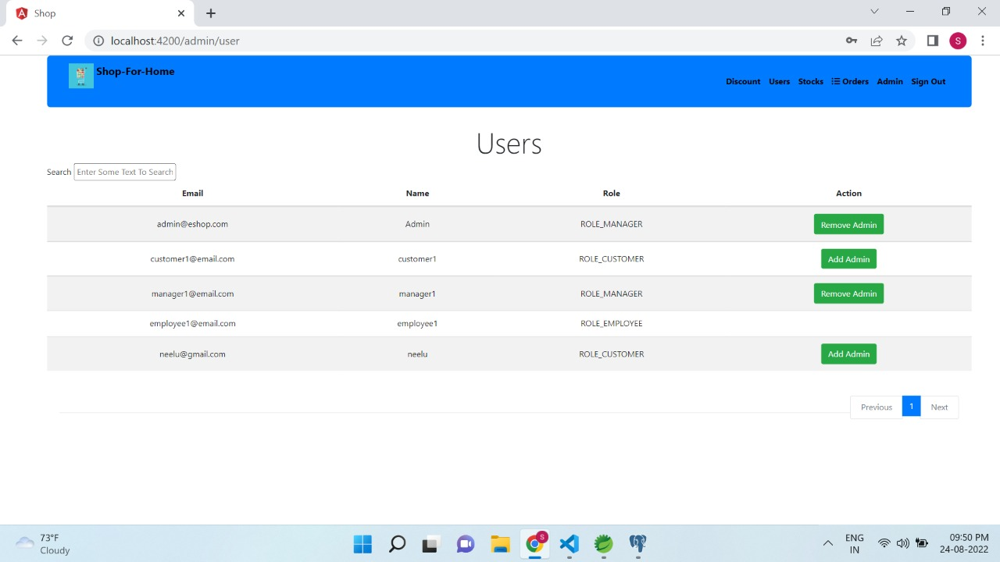 Shop
localhost:4200/admin/user
S
Shop-For-Home
Discount Users Stocks Orders Admin Sign Out
Users
Search Enter Some Text To Search
Email Name Role Action
admin@eshop.com Admin ROLE_MANAGER Remove Admin
customer1@email.com customer1 ROLE_CUSTOMER Add Admin
manager1@email.com manager1 ROLE_MANAGER Remove Admin
employee1@email.com employee1 ROLE_EMPLOYEE
neelu@gmail.com neelu ROLE_CUSTOMER Add Admin
Previous 1 Next
73°F
Cloudy
S
ENG
IN
09:50 PM
24-08-2022